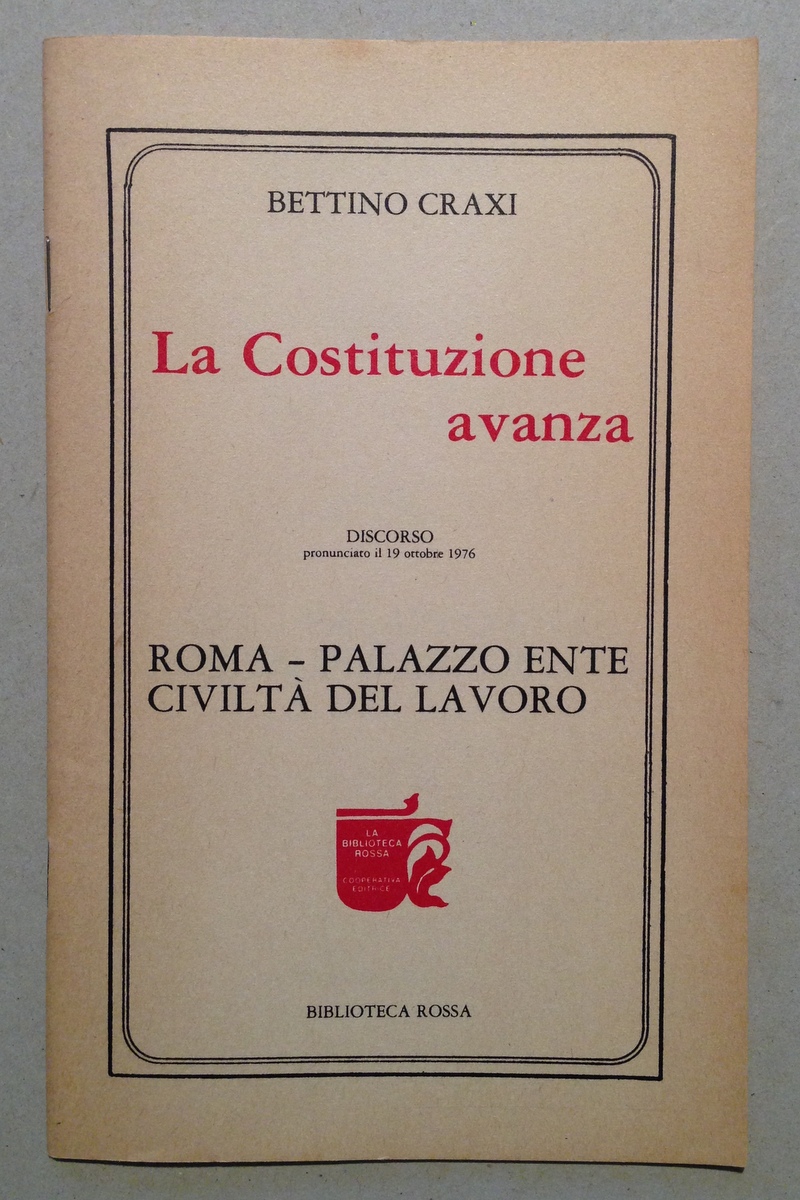 BETTINO CRAXI
La Costituzione
avanza
DISCORSO
pronunciato il 19 ottobre 1976
ROMA – PALAZZO ENTE
CIVILTÀ DEL LAVORO
LA
BIBLIOTECA
ROSSA
COOPERATIVA
EDITRICE
BIBLIOTECA ROSSA